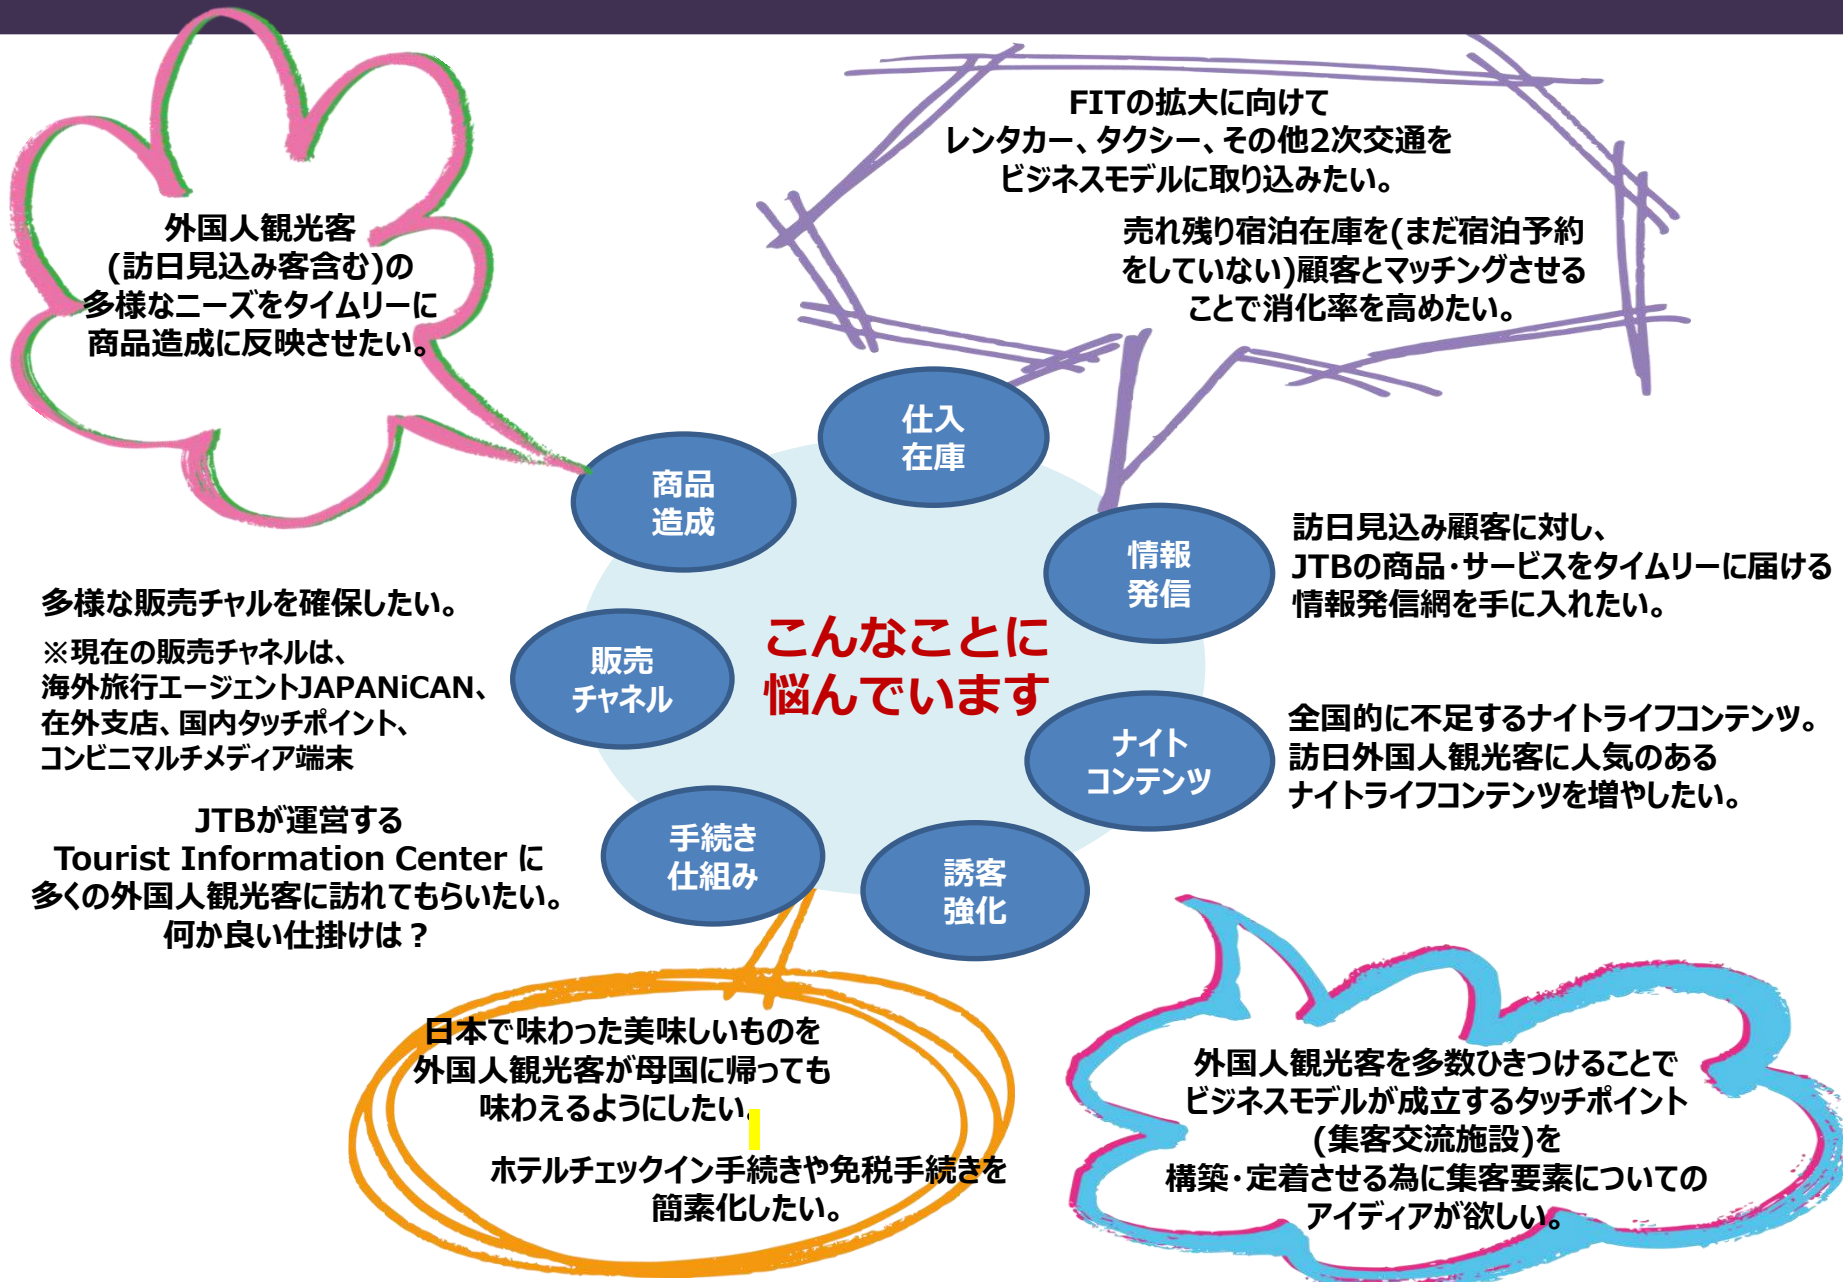 FITの拡大に向けて
レンタカー、タクシー、その他2次交通を
ビジネスモデルに取り込みたい。
売れ残り宿泊在庫を(まだ宿泊予約
をしていない)顧客とマッチングさせる
ことで消化率を高めたい。
外国人観光客
(訪日見込み客含む)の
多様なニーズをタイムリーに
商品造成に反映させたい。
仕入
在庫
商品
造成
情報
発信
訪日見込み顧客に対し、
JTBの商品・サービスをタイムリーに届ける
情報発信網を手に入れたい。
多様な販売チャルを確保したい。
※現在の販売チャネルは、
海外旅行エージェントJAPANiCAN、
在外支店、国内タッチポイント、
コンビニマルチメディア端末
販売
チャネル
こんなことに
悩んでいます
ナイト
コンテンツ
全国的に不足するナイトライフコンテンツ。
訪日外国人観光客に人気のある
ナイトライフコンテンツを増やしたい。
JTBが運営する
Tourist Information Center に
多くの外国人観光客に訪れてもらいたい。
何か良い仕掛けは？
手続き
仕組み
誘客
強化
日本で味わった美味しいものを
外国人観光客が母国に帰っても
味わえるようにしたい。
ホテルチェックイン手続きや免税手続きを
簡素化したい。
外国人観光客を多数ひきつけることで
ビジネスモデルが成立するタッチポイント
(集客交流施設)を
構築・定着させる為に集客要素についての
アイディアが欲しい。